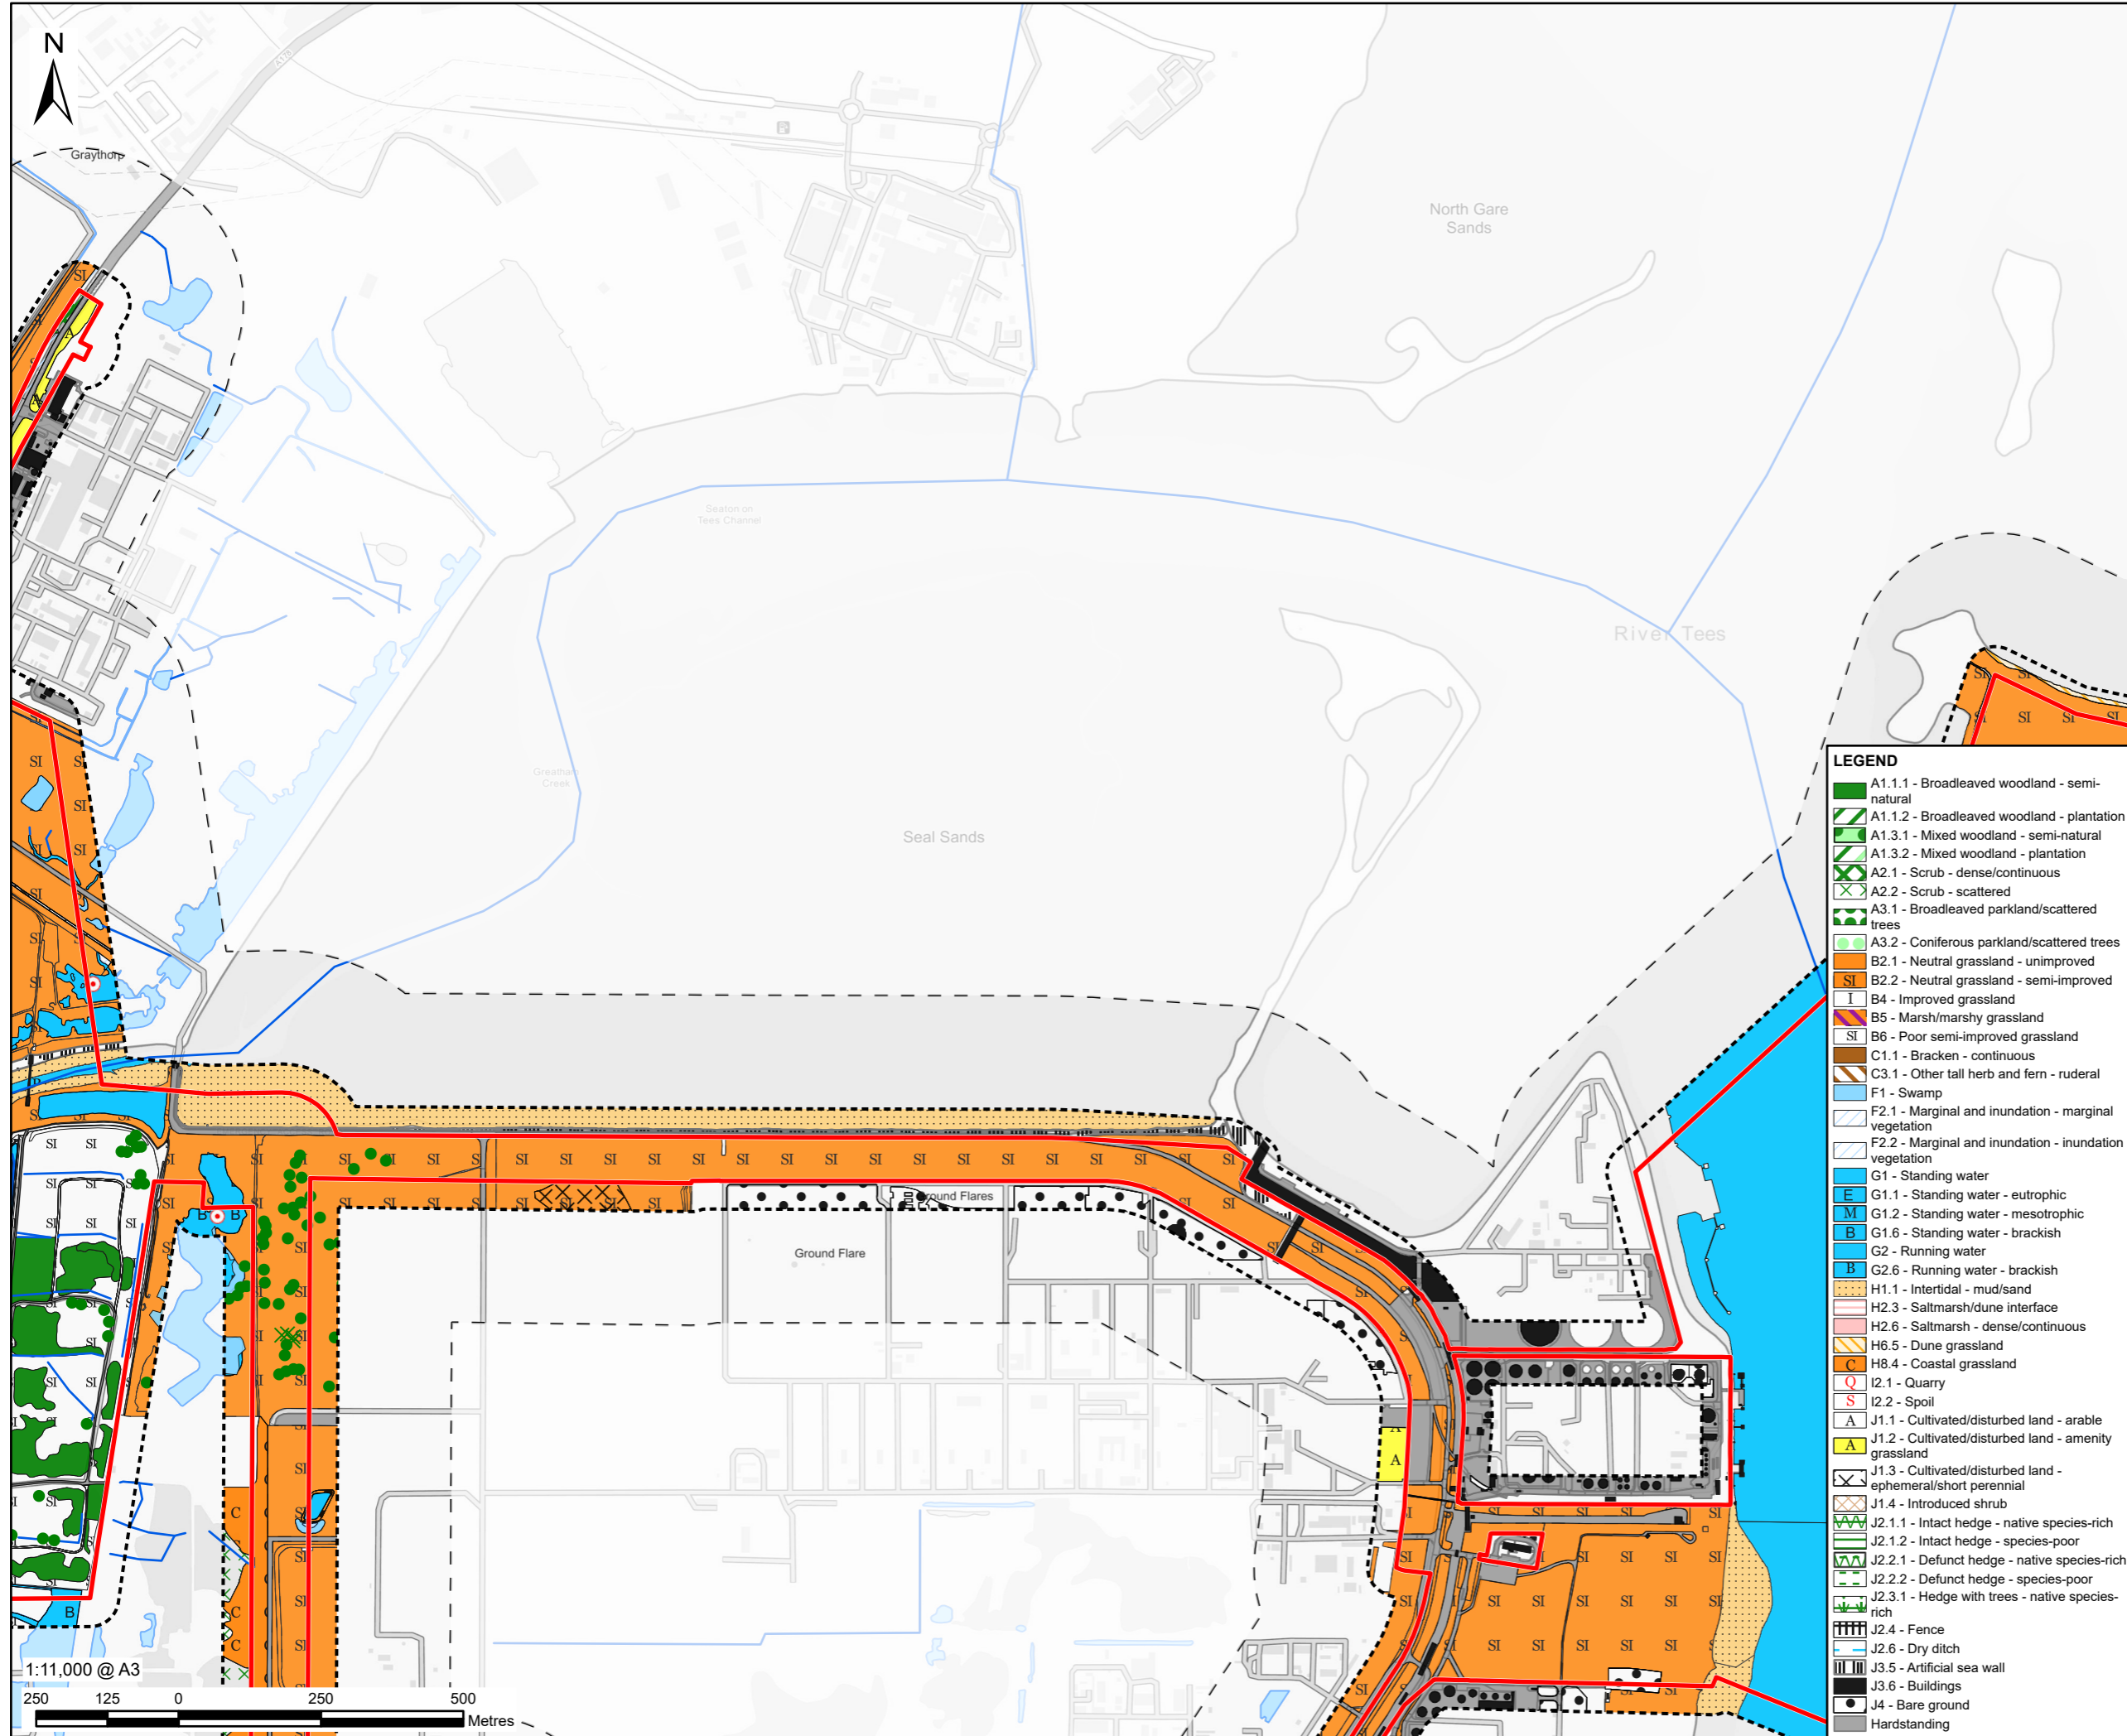 N
A178
Graythorp
North Gare
Sands
Seaton on
Tees Channel
River Tees
Greatham
Creek
Seal Sands
Ground Flares
Ground Flare
LEGEND
A1.1.1 - Broadleaved woodland - semi-
natural
A1.1.2 - Broadleaved woodland - plantation
A1.3.1 - Mixed woodland - semi-natural
A1.3.2 - Mixed woodland - plantation
A2.1 - Scrub - dense/continuous
A2.2 - Scrub - scattered
A3.1 - Broadleaved parkland/scattered
trees
A3.2 - Coniferous parkland/scattered trees
B2.1 - Neutral grassland - unimproved
SI B2.2 - Neutral grassland - semi-improved
I B4 - Improved grassland
B5 - Marsh/marshy grassland
SI B6 - Poor semi-improved grassland
C1.1 - Bracken - continuous
C3.1 - Other tall herb and fern - ruderal
F1 - Swamp
F2.1 - Marginal and inundation - marginal
vegetation
F2.2 - Marginal and inundation - inundation
vegetation
G1 - Standing water
E G1.1 - Standing water - eutrophic
M G1.2 - Standing water - mesotrophic
B G1.6 - Standing water - brackish
G2 - Running water
B G2.6 - Running water - brackish
H1.1 - Intertidal - mud/sand
H2.3 - Saltmarsh/dune interface
H2.6 - Saltmarsh - dense/continuous
H6.5 - Dune grassland
C H8.4 - Coastal grassland
Q I2.1 - Quarry
S I2.2 - Spoil
A J1.1 - Cultivated/disturbed land - arable
A J1.2 - Cultivated/disturbed land - amenity
grassland
J1.3 - Cultivated/disturbed land -
ephemeral/short perennial
J1.4 - Introduced shrub
J2.1.1 - Intact hedge - native species-rich
J2.1.2 - Intact hedge - species-poor
J2.2.1 - Defunct hedge - native species-rich
J2.2.2 - Defunct hedge - species-poor
J2.3.1 - Hedge with trees - native species-
rich
J2.4 - Fence
J2.6 - Dry ditch
J3.5 - Artificial sea wall
J3.6 - Buildings
J4 - Bare ground
Hardstanding
1:11,000 @ A3
250 125 0 250 500
Metres